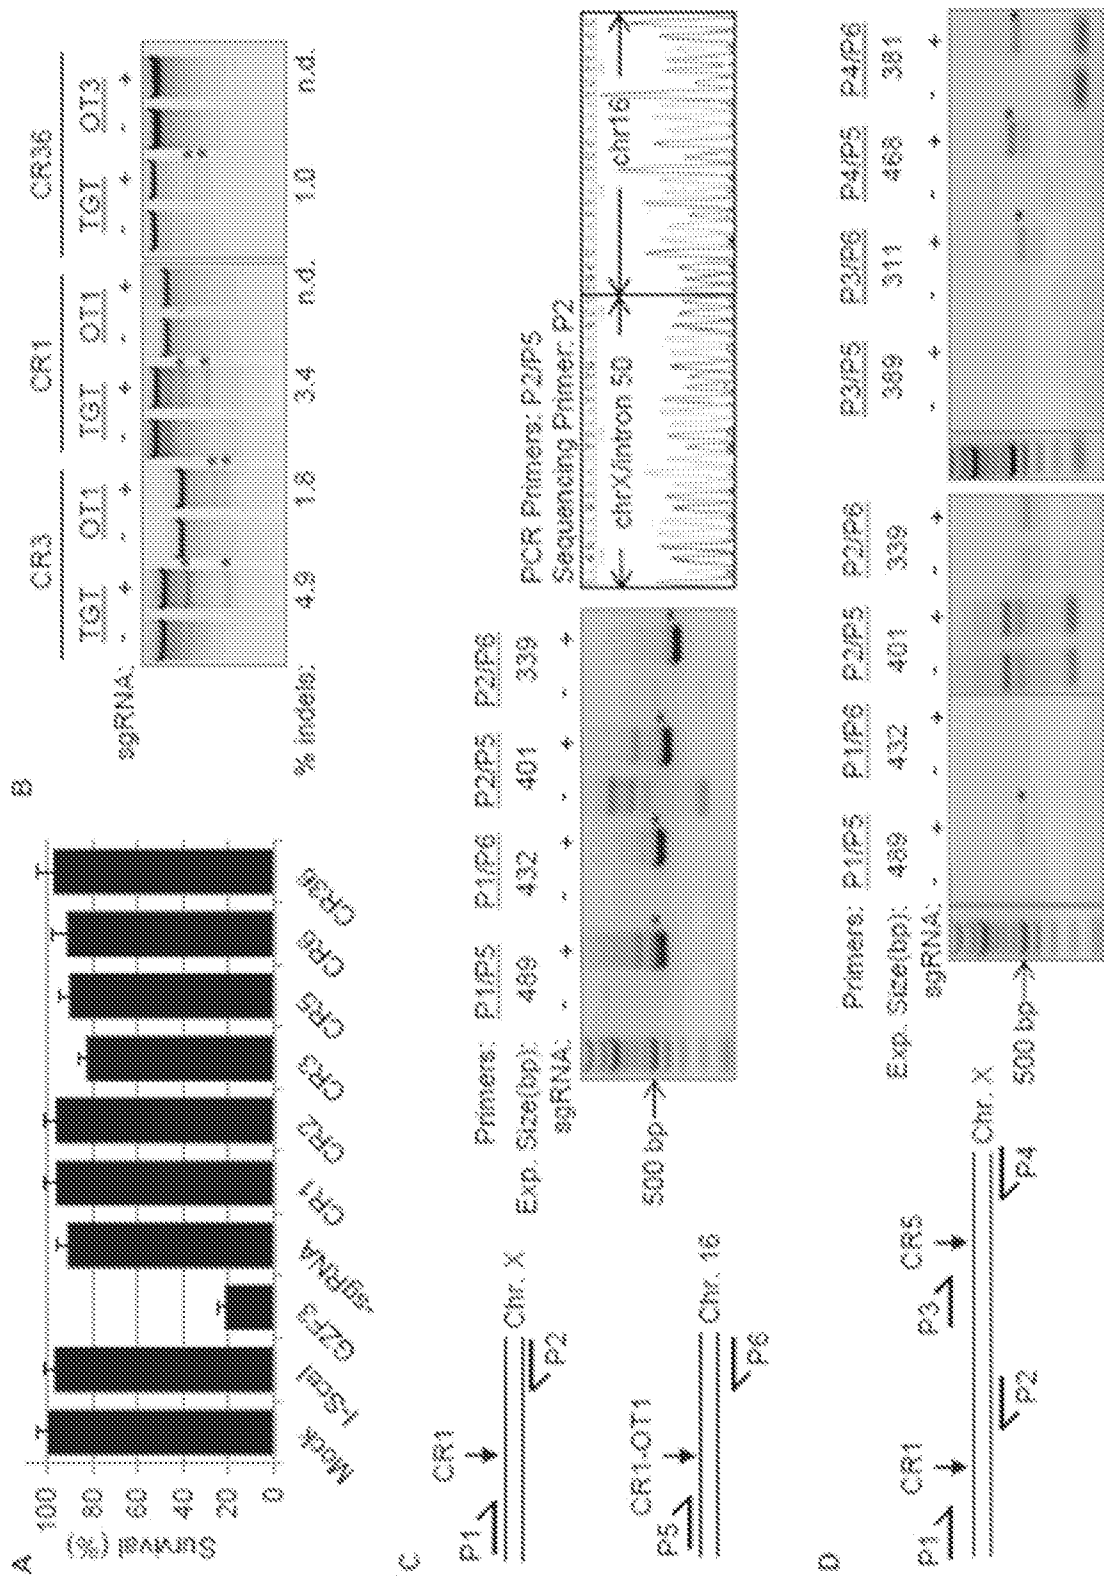 A
Survival (%)
100
80
60
40
20
0
Mock
I-SceI
GZF3
-sgRNA
CR1
CR2
CR3
CR5
CR6
CR36
B
CR3 CR1 CR36
TGT OT1 TGT OT1 TGT OT3
sgRNA: - + - + - + - + - + - +
% Indels: 4.9 1.8 3.4 n.d. 1.0 n.d.
C
P1
CR1
Chr. X
P2
P5
CR1-OT1
Chr. 16
P6
Primers: P1/P5 P1/P6 P2/P5 P2/P6
Exp. Size(bp): 489 432 401 339
sgRNA: - + - + - + - +
500 bp
PCR Primers: P2/P5
Sequencing Primer: P2
chrX/intron 50
chr16
D
P1
CR1
P2
P3
CR5
P4
Chr. X
Primers: P1/P5 P1/P6 P2/P5 P2/P6 P3/P5 P3/P6 P4/P5 P4/P6
Exp. Size(bp): 489 432 401 339 389 311 468 381
sgRNA: - + - + - + - + - + - + - + - +
500 bp